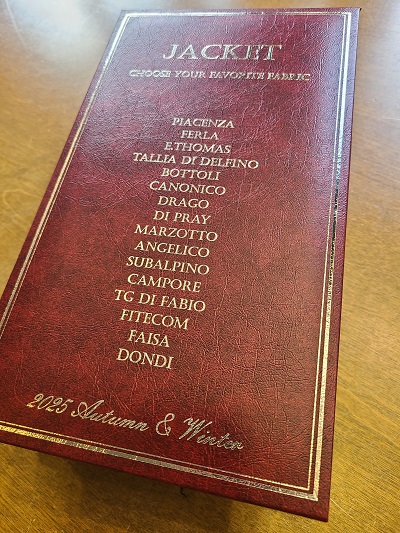 JACKET
CHOOSE YOUR FAVORITE FABRIC
PIACENZA
FERLA
E.THOMAS
TALLIA DI DELFINO
BOTTOLI
CANONICO
DRAGO
DI PRAY
MARZOTTO
ANGELICO
SUBALPINO
CAMPORE
TG DI FABIO
FITECOM
FAISA
DONDI
2025 Autumn & Winter